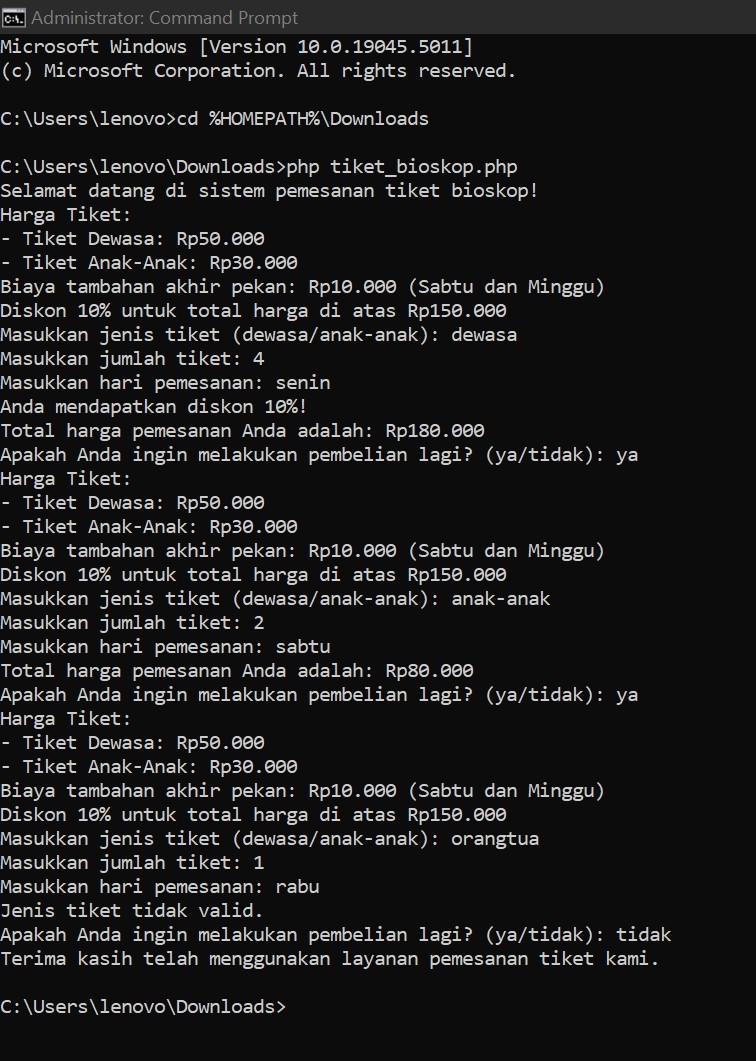 Administrator: Command Prompt
Microsoft Windows [Version 10.0.19045.5011]
(c) Microsoft Corporation. All rights reserved.
C:\Users\lenovo>cd %HOMEPATH%\Downloads
C:\Users\lenovo\Downloads>php tiket_bioskop.php
Selamat datang di sistem pemesanan tiket bioskop!
Harga Tiket:
- Tiket Dewasa: Rp50.000
- Tiket Anak-Anak: Rp30.000
Biaya tambahan akhir pekan: Rp10.000 (Sabtu dan Minggu)
Diskon 10% untuk total harga di atas Rp150.000
Masukkan jenis tiket (dewasa/anak-anak): dewasa
Masukkan jumlah tiket: 4
Masukkan hari pemesanan: senin
Anda mendapatkan diskon 10%!
Total harga pemesanan Anda adalah: Rp180.000
Apakah Anda ingin melakukan pembelian lagi? (ya/tidak): ya
Harga Tiket:
- Tiket Dewasa: Rp50.000
- Tiket Anak-Anak: Rp30.000
Biaya tambahan akhir pekan: Rp10.000 (Sabtu dan Minggu)
Diskon 10% untuk total harga di atas Rp150.000
Masukkan jenis tiket (dewasa/anak-anak): anak-anak
Masukkan jumlah tiket: 2
Masukkan hari pemesanan: sabtu
Total harga pemesanan Anda adalah: Rp80.000
Apakah Anda ingin melakukan pembelian lagi? (ya/tidak): ya
Harga Tiket:
- Tiket Dewasa: Rp50.000
- Tiket Anak-Anak: Rp30.000
Biaya tambahan akhir pekan: Rp10.000 (Sabtu dan Minggu)
Diskon 10% untuk total harga di atas Rp150.000
Masukkan jenis tiket (dewasa/anak-anak): orangtua
Masukkan jumlah tiket: 1
Masukkan hari pemesanan: rabu
Jenis tiket tidak valid.
Apakah Anda ingin melakukan pembelian lagi? (ya/tidak): tidak
Terima kasih telah menggunakan layanan pemesanan tiket kami.
C:\Users\lenovo\Downloads>